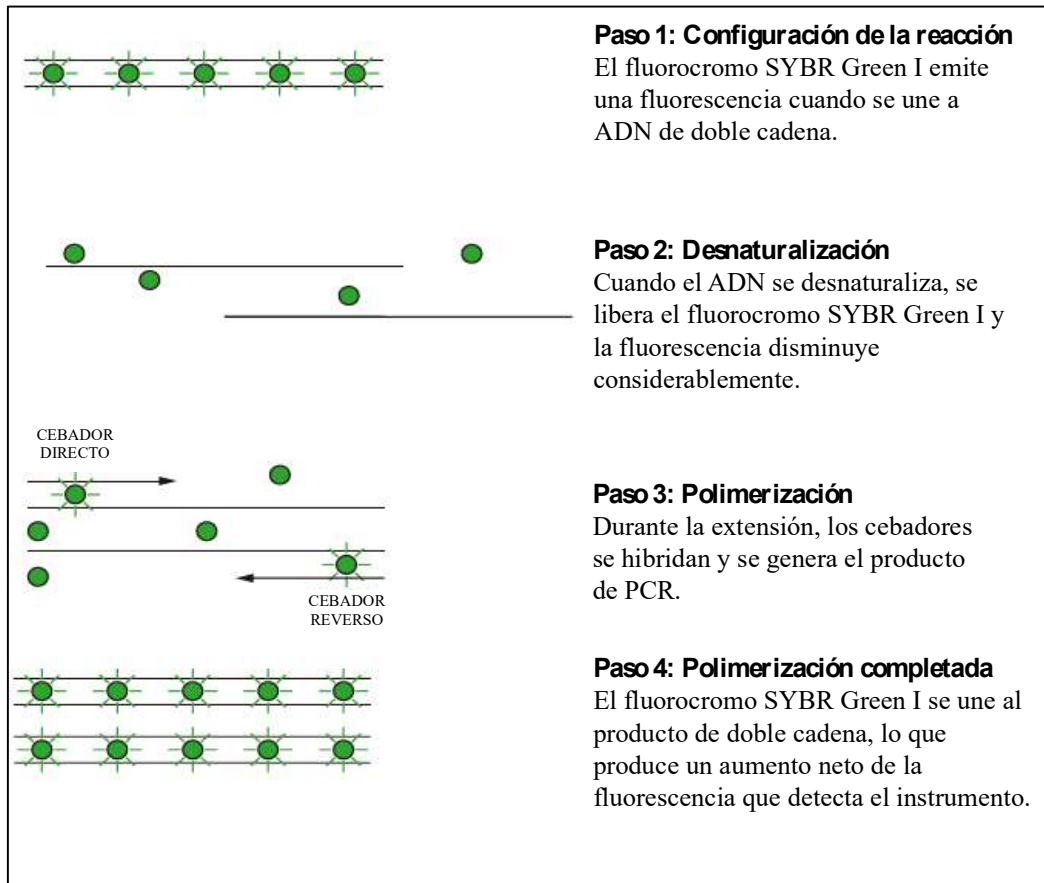 Paso 1: Configuración de la reacción
El fluorocromo SYBR Green I emite
una fluorescencia cuando se une a
ADN de doble cadena.
Paso 2: Desnaturalización
Cuando el ADN se desnaturaliza, se
libera el fluorocromo SYBR Green I y
la fluorescencia disminuye
considerablemente.
CEBADOR
DIRECTO
CEBADOR
REVERSO
Paso 3: Polimerización
Durante la extensión, los cebadores
se hibridan y se genera el producto
de PCR.
Paso 4: Polimerización completada
El fluorocromo SYBR Green I se une al
producto de doble cadena, lo que
produce un aumento neto de la
fluorescencia que detecta el instrumento.